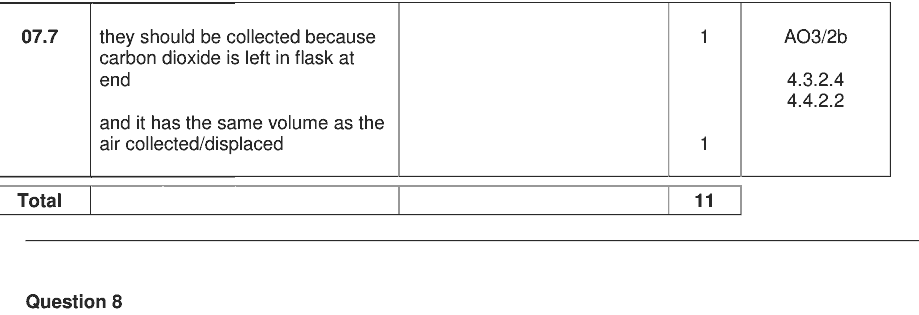 07.7 they should be collected because 1 AO3/2b
carbon dioxide is left in flask at
end 4.3.2.4
4.4.2.2
and it has the same volume as the
air collected/displaced 1
Total 11
Question 8